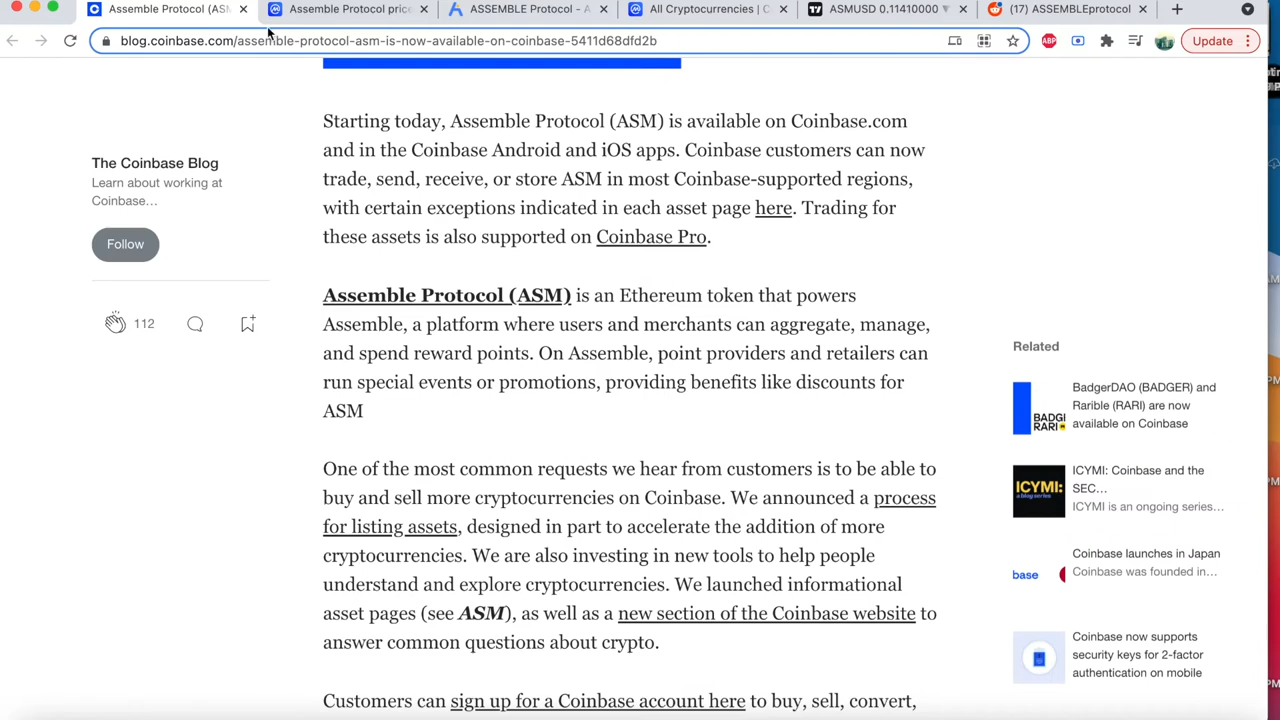 Assemble Protocol (ASM
Assemble Protocol price
ASSEMBLE Protocol - A
All Cryptocurrencies | C
ASMUSD 0.11410000
(17) ASSEMBLEprotocol
blog.coinbase.com/assemble-protocol-asm-is-now-available-on-coinbase-5411d68dfd2b
ABP
Update
The Coinbase Blog
Learn about working at
Coinbase…
Follow
112
Starting today, Assemble Protocol (ASM) is available on Coinbase.com
and in the Coinbase Android and iOS apps. Coinbase customers can now
trade, send, receive, or store ASM in most Coinbase-supported regions,
with certain exceptions indicated in each asset page here. Trading for
these assets is also supported on Coinbase Pro.
Assemble Protocol (ASM) is an Ethereum token that powers
Assemble, a platform where users and merchants can aggregate, manage,
and spend reward points. On Assemble, point providers and retailers can
run special events or promotions, providing benefits like discounts for
ASM
One of the most common requests we hear from customers is to be able to
buy and sell more cryptocurrencies on Coinbase. We announced a process
for listing assets, designed in part to accelerate the addition of more
cryptocurrencies. We are also investing in new tools to help people
understand and explore cryptocurrencies. We launched informational
asset pages (see ASM), as well as a new section of the Coinbase website to
answer common questions about crypto.
Customers can sign up for a Coinbase account here to buy, sell, convert,
Related
BADGI
RARI
BadgerDAO (BADGER) and
Rarible (RARI) are now
available on Coinbase
ICYMI:
ICYMI: Coinbase and the
SEC…
ICYMI is an ongoing series…
base
Coinbase launches in Japan
Coinbase was founded in…
Coinbase now supports
security keys for 2-factor
authentication on mobile